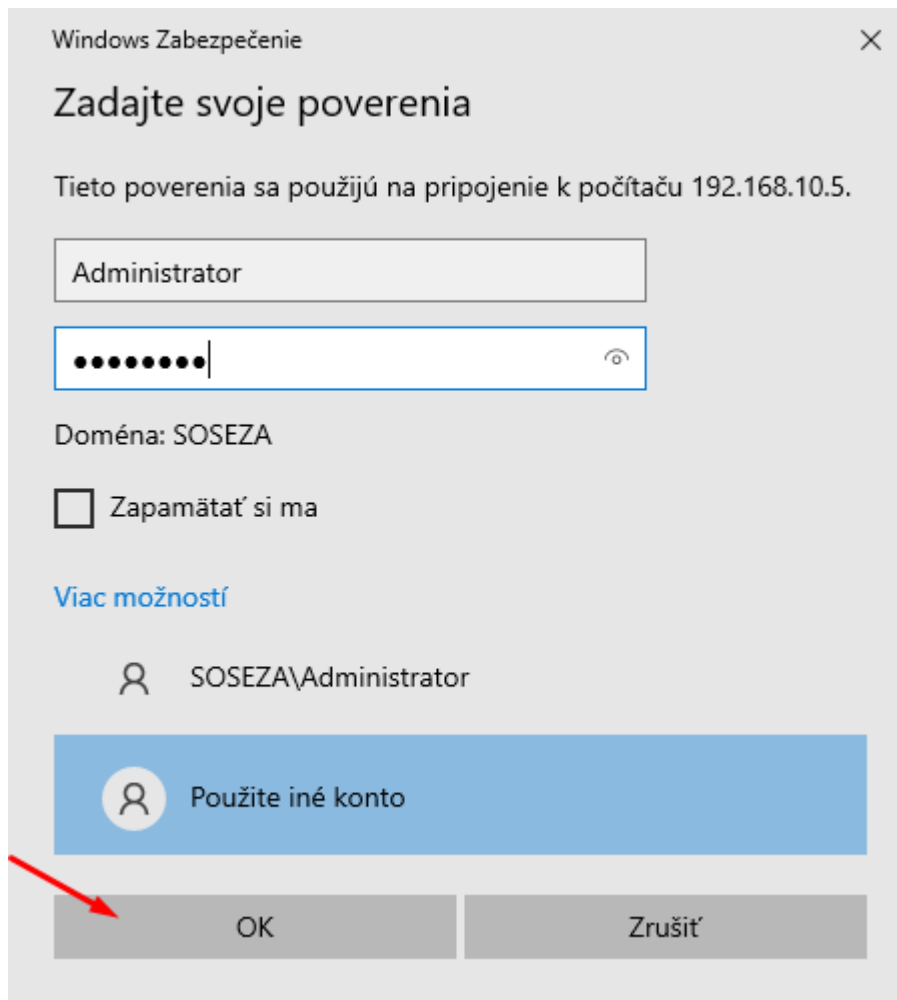 Windows Zabezpečenie
Zadajte svoje poverenia
Tieto poverenia sa použijú na pripojenie k počítaču 192.168.10.5.
Administrator
●●●●●●●●
Doména: SOSEZA
Zapamätať si ma
Viac možností
SOSEZA\Administrator
Použite iné konto
OK
Zrušiť